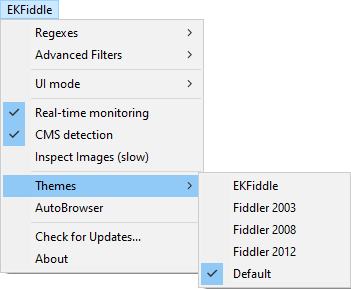 EKFiddle
Regexes
Advanced Filters
UI mode
Real-time monitoring
CMS detection
Inspect Images (slow)
Themes
AutoBrowser
Check for Updates...
About
EKFiddle
Fiddler 2003
Fiddler 2008
Fiddler 2012
Default